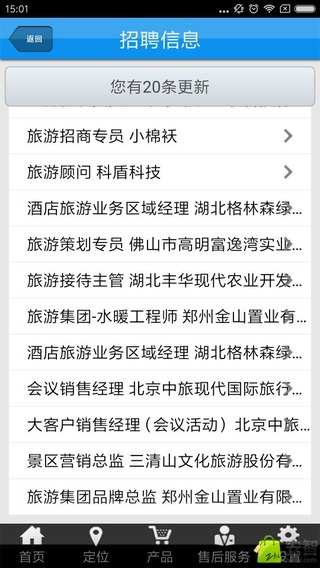 15:01
返回
招聘信息
您有20条更新
旅游招商专员 小棉袄
旅游顾问 科盾科技
酒店旅游业务区域经理 湖北格林森绿...
旅游策划专员 佛山市高明富逸湾实业...
旅游接待主管 湖北丰华现代农业开发...
旅游集团-水暖工程师 郑州金山置业有...
酒店旅游业务区域经理 湖北格林森绿...
会议销售经理 北京中旅现代国际旅行...
大客户销售经理（会议活动）北京中旅...
景区营销总监 三清山文化旅游股份有...
旅游集团品牌总监 郑州金山置业有限...
首页 定位 产品 售后服务 设置